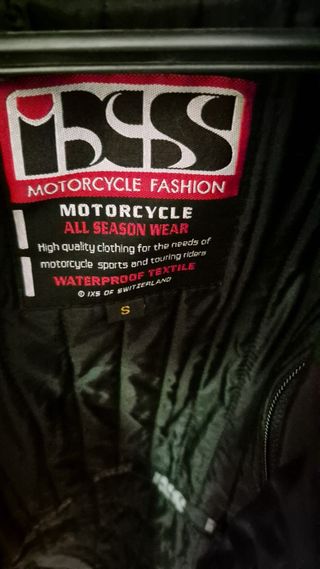 iXS
MOTORCYCLE FASHION
MOTORCYCLE
ALL SEASON WEAR
High quality clothing for the needs of
motorcycle sports and touring riders
WATERPROOF TEXTILE
© IXS OF SWITZERLAND
S